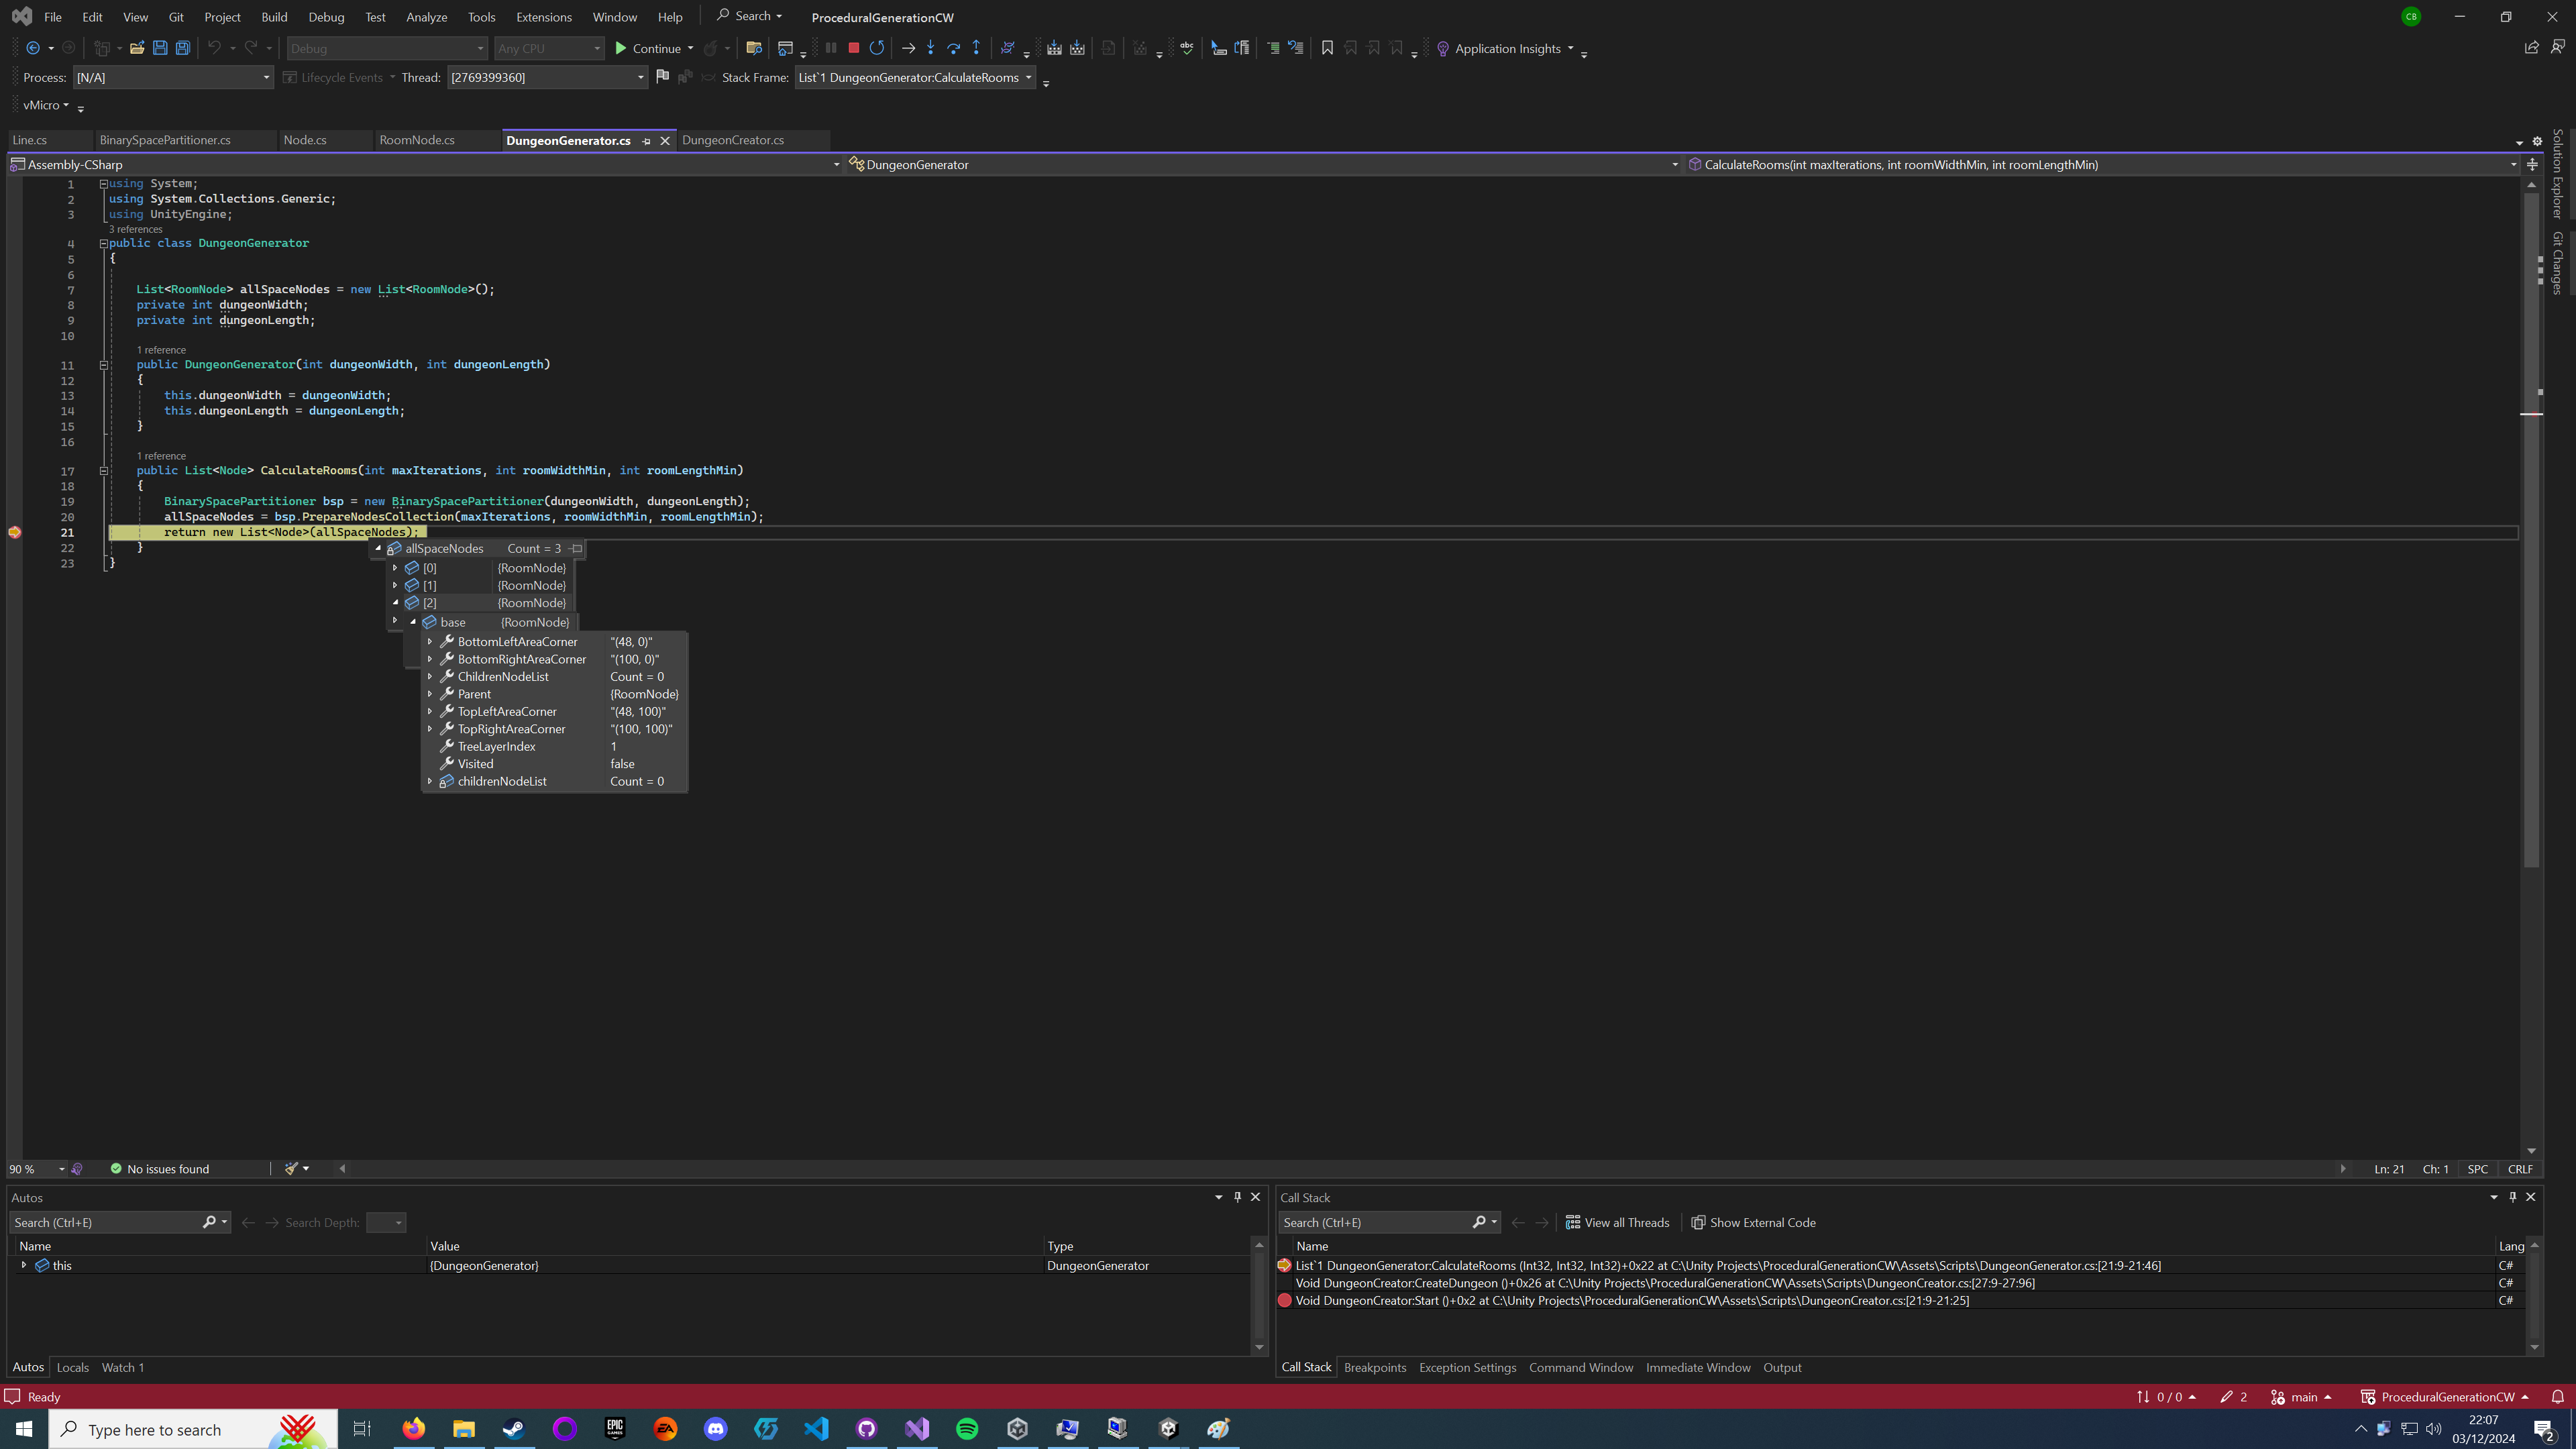 File Edit View Git Project Build Debug Test Analyze Tools Extensions Window Help Search ProceduralGenerationCW CB
Debug Any CPU Continue Application Insights
Process: [N/A] Lifecycle Events Thread: [2769399360] Stack Frame: List`1 DungeonGenerator:CalculateRooms
vMicro
Line.cs BinarySpacePartitioner.cs Node.cs RoomNode.cs DungeonGenerator.cs DungeonCreator.cs
Assembly-CSharp DungeonGenerator CalculateRooms(int maxIterations, int roomWidthMin, int roomLengthMin)
Solution Explorer
Git Changes
1 using System;
2 using System.Collections.Generic;
3 using UnityEngine;
3 references
4 public class DungeonGenerator
5 {
6
7 List<RoomNode> allSpaceNodes = new List<RoomNode>();
8 private int dungeonWidth;
9 private int dungeonLength;
10
1 reference
11 public DungeonGenerator(int dungeonWidth, int dungeonLength)
12 {
13 this.dungeonWidth = dungeonWidth;
14 this.dungeonLength = dungeonLength;
15 }
16
1 reference
17 public List<Node> CalculateRooms(int maxIterations, int roomWidthMin, int roomLengthMin)
18 {
19 BinarySpacePartitioner bsp = new BinarySpacePartitioner(dungeonWidth, dungeonLength);
20 allSpaceNodes = bsp.PrepareNodesCollection(maxIterations, roomWidthMin, roomLengthMin);
21 return new List<Node>(allSpaceNodes);
22 }
23 }
allSpaceNodes Count = 3
[0] {RoomNode}
[1] {RoomNode}
[2] {RoomNode}
base {RoomNode}
BottomLeftAreaCorner "(48, 0)"
BottomRightAreaCorner "(100, 0)"
ChildrenNodeList Count = 0
Parent {RoomNode}
TopLeftAreaCorner "(48, 100)"
TopRightAreaCorner "(100, 100)"
TreeLayerIndex 1
Visited false
childrenNodeList Count = 0
90 % No issues found Ln: 21 Ch: 1 SPC CRLF
Autos
Search (Ctrl+E) Search Depth:
Name Value Type
this {DungeonGenerator} DungeonGenerator
Autos Locals Watch 1
Call Stack
Search (Ctrl+E) View all Threads Show External Code
Name Lang
List`1 DungeonGenerator:CalculateRooms (Int32, Int32, Int32)+0x22 at C:\Unity Projects\ProceduralGenerationCW\Assets\Scripts\DungeonGenerator.cs:[21:9-21:46] C#
Void DungeonCreator:CreateDungeon ()+0x26 at C:\Unity Projects\ProceduralGenerationCW\Assets\Scripts\DungeonCreator.cs:[27:9-27:96] C#
Void DungeonCreator:Start ()+0x2 at C:\Unity Projects\ProceduralGenerationCW\Assets\Scripts\DungeonCreator.cs:[21:9-21:25] C#
Call Stack Breakpoints Exception Settings Command Window Immediate Window Output
Ready 0 / 0 2 main ProceduralGenerationCW
Type here to search EPIC GAMES EA 22:07
03/12/2024 2